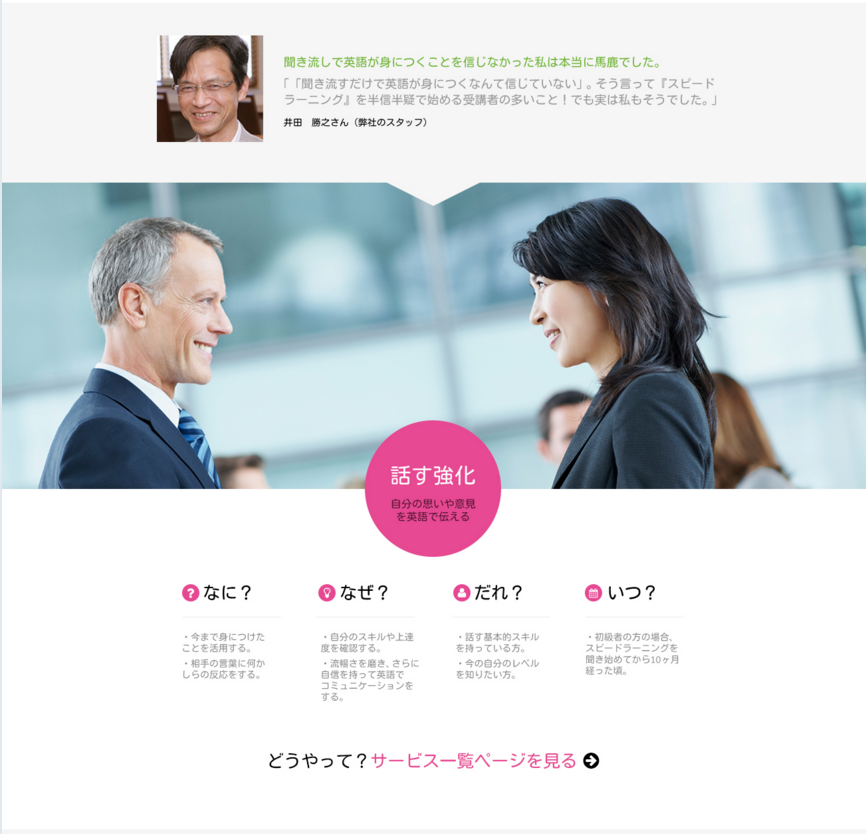 聞き流しで英語が身につくことを信じなかった私は本当に馬鹿でした。
「「聞き流すだけで英語が身につくなんて信じていない」。そう言って『スピード
ラーニング』を半信半疑で始める受講者の多いこと！でも実は私もそうでした。」
井田　勝之さん（弊社のスタッフ）
話す強化
自分の思いや意見
を英語で伝える
なに？
・今まで身につけた
ことを活用する。
・相手の言葉に何か
しらの反応をする。
なぜ？
・自分のスキルや上達
度を確認する。
・流暢さを磨き、さらに
自信を持って英語で
コミュニケーションを
する。
だれ？
・話す基本的スキル
を持っている方。
・今の自分のレベル
を知りたい方。
いつ？
・初級者の方の場合、
スピードラーニングを
聞き始めてから10ヶ月
経った頃。
どうやって？サービス一覧ページを見る